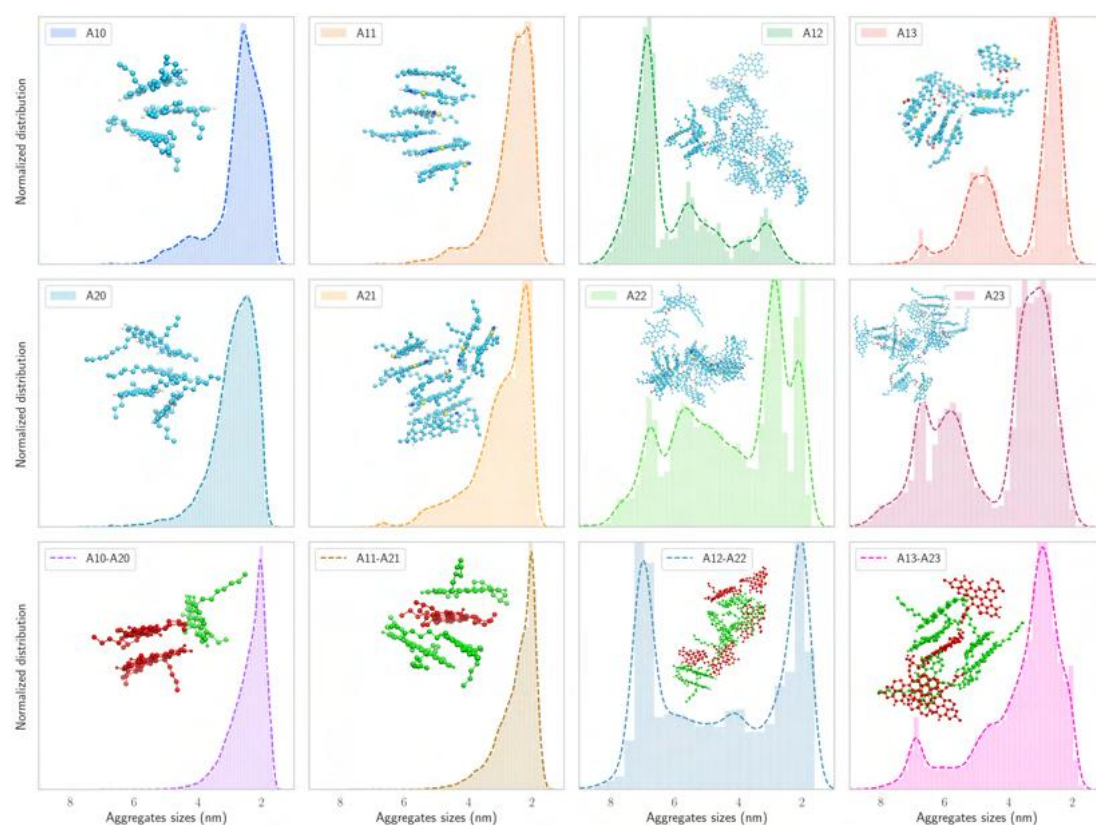 A10
A11
A12
A13
Normalized distribution
A20
A21
A22
A23
Normalized distribution
A10-A20
A11-A21
A12-A22
A13-A23
Normalized distribution
8 6 4 2
8 6 4 2
8 6 4 2
8 6 4 2
Aggregates sizes (nm)
Aggregates sizes (nm)
Aggregates sizes (nm)
Aggregates sizes (nm)